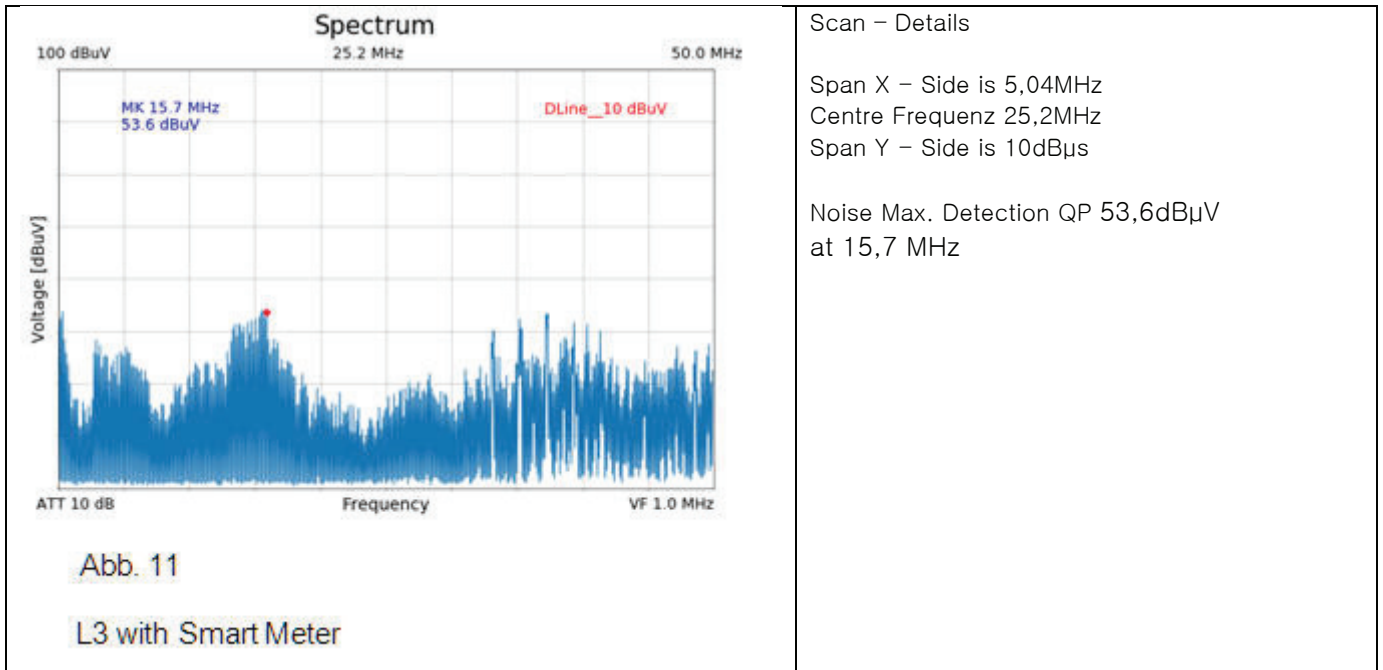 Spectrum
100 dBuV 25.2 MHz 50.0 MHz
MK 15.7 MHz
53.6 dBuV
DLine__10 dBuV
Voltage [dBuV]
ATT 10 dB Frequency VF 1.0 MHz
Abb. 11
L3 with Smart Meter
Scan – Details
Span X – Side is 5,04MHz
Centre Frequenz 25,2MHz
Span Y – Side is 10dBµs
Noise Max. Detection QP 53,6dBµV
at 15,7 MHz